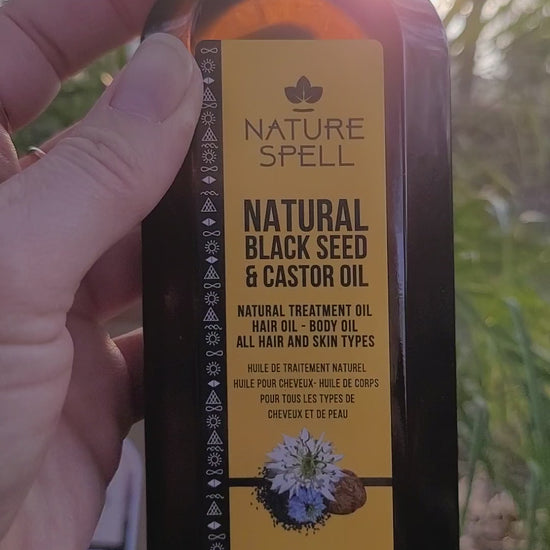 NATURE
SPELL
NATURAL
BLACK SEED
& CASTOR OIL
NATURAL TREATMENT OIL
HAIR OIL - BODY OIL
ALL HAIR AND SKIN TYPES
HUILE DE TRAITEMENT NATUREL
HUILE POUR CHEVEUX- HUILE DE CORPS
POUR TOUS LES TYPES DE
CHEVEUX ET DE PEAU